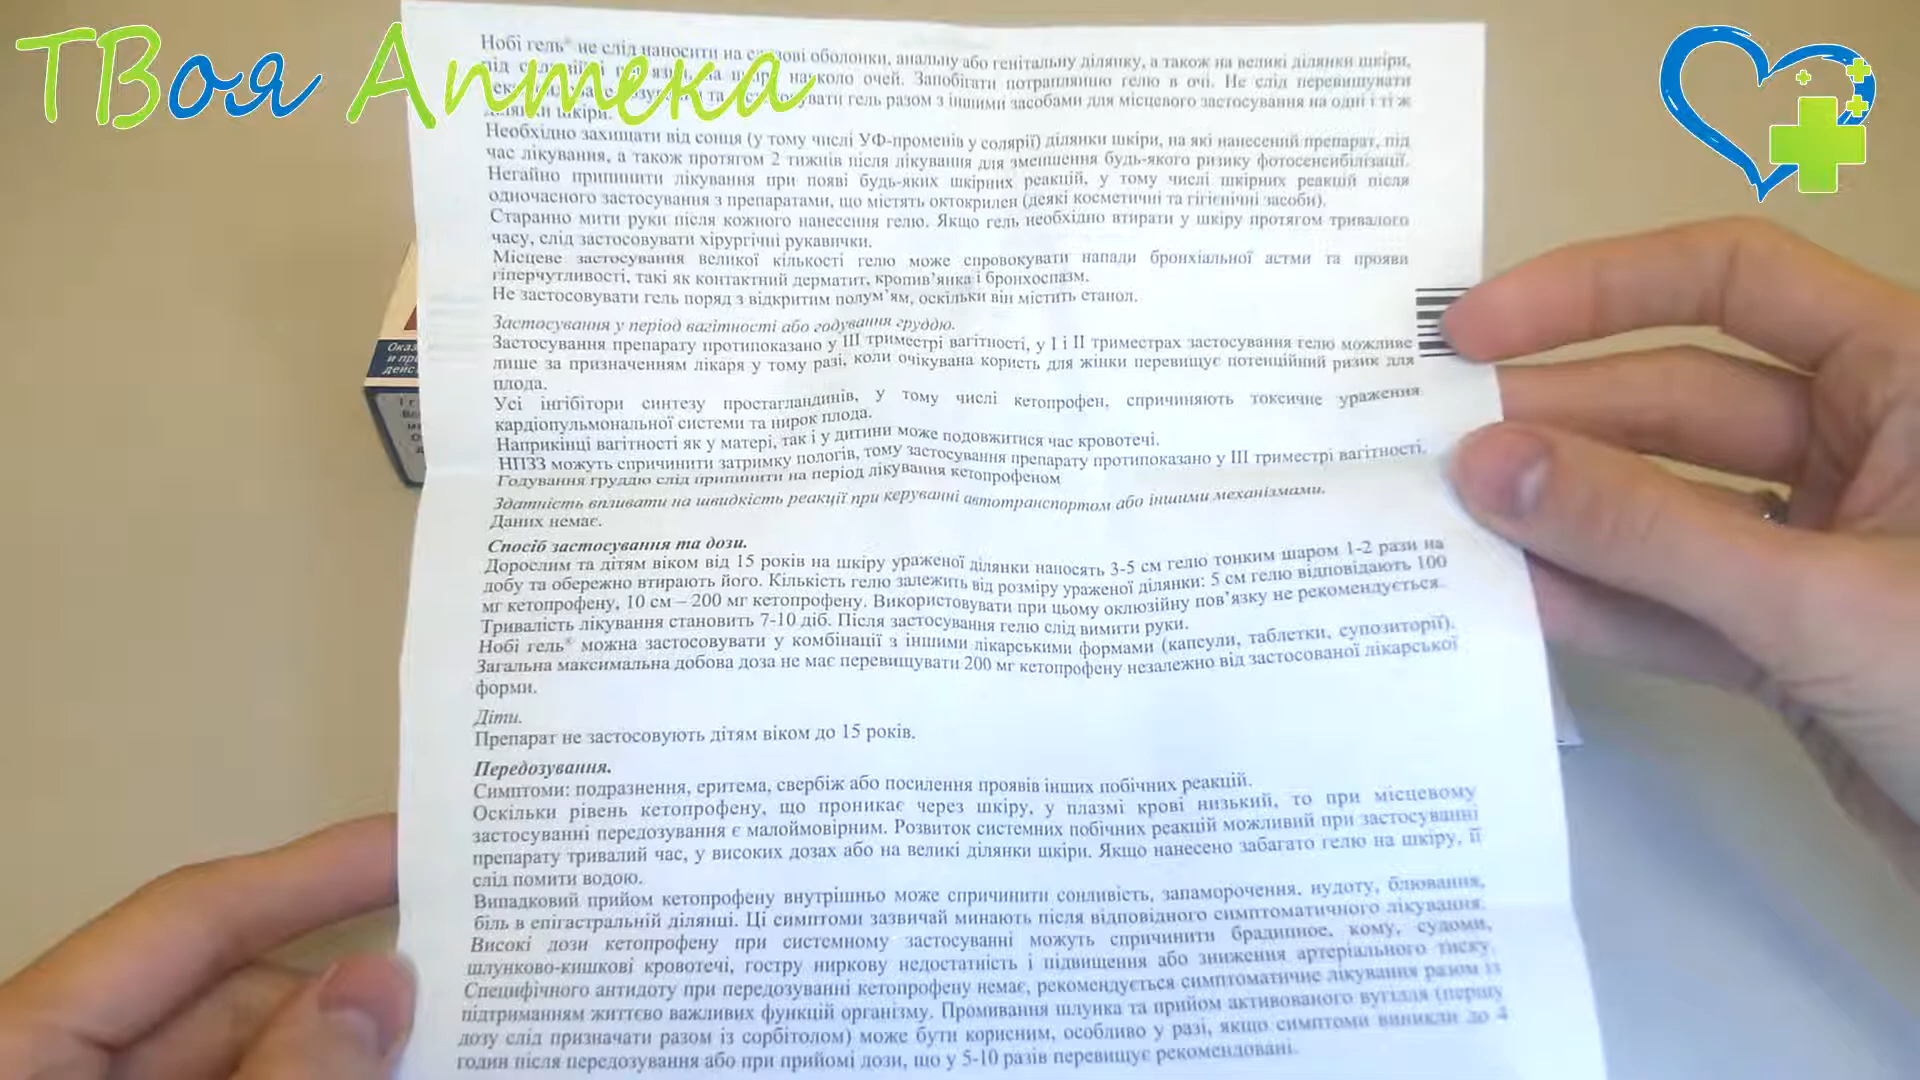 ТВоя Аптека
Нобі гель® не слід наносити на слизові оболонки, анальну або генітальну ділянку, а також на великі ділянки шкіри,
на шкіру навколо очей. Запобігати потраплянню гелю в очі. Не слід перевищувати
та застосовувати гель разом з іншими засобами для місцевого застосування на одні і ті ж
ділянки шкіри.
Необхідно захищати від сонця (у тому числі УФ-променів у солярії) ділянки шкіри, на які нанесений препарат, під
час лікування, а також протягом 2 тижнів після лікування для зменшення будь-якого ризику фотосенсибілізації.
Негайно припинити лікування при появі будь-яких шкірних реакцій, у тому числі шкірних реакцій після
одночасного застосування з препаратами, що містять октокрилен (деякі косметичні та гігієнічні засоби).
Старанно мити руки після кожного нанесення гелю. Якщо гель необхідно втирати у шкіру протягом тривалого
часу, слід застосовувати хірургічні рукавички.
Місцеве застосування великої кількості гелю може спровокувати напади бронхіальної астми та прояви
гіперчутливості, такі як контактний дерматит, кропив’янка і бронхоспазм.
Не застосовувати гель поряд з відкритим полум’ям, оскільки він містить етанол.
Застосування у період вагітності або годування груддю.
Застосування препарату протипоказано у III триместрі вагітності, у I і II триместрах застосування гелю можливе
лише за призначенням лікаря у тому разі, коли очікувана користь для жінки перевищує потенційний ризик для
плода.
Усі інгібітори синтезу простагландинів, у тому числі кетопрофен, спричиняють токсичне ураження
кардіопульмональної системи та нирок плода.
Наприкінці вагітності як у матері, так і у дитини може подовжитися час кровотечі.
НПЗЗ можуть спричинити затримку пологів, тому застосування препарату протипоказано у III триместрі вагітності.
Годування груддю слід припинити на період лікування кетопрофеном
Здатність впливати на швидкість реакції при керуванні автотранспортом або іншими механізмами.
Даних немає.
Спосіб застосування та дози.
Дорослим та дітям віком від 15 років на шкіру ураженої ділянки наносять 3-5 см гелю тонким шаром 1-2 рази на
добу та обережно втирають його. Кількість гелю залежить від розміру ураженої ділянки: 5 см гелю відповідають 100
мг кетопрофену, 10 см – 200 мг кетопрофену. Використовувати при цьому оклюзійну пов’язку не рекомендується.
Тривалість лікування становить 7-10 діб. Після застосування гелю слід вимити руки.
Нобі гель® можна застосовувати у комбінації з іншими лікарськими формами (капсули, таблетки, супозиторії).
Загальна максимальна добова доза не має перевищувати 200 мг кетопрофену незалежно від застосованої лікарської
форми.
Діти.
Препарат не застосовують дітям віком до 15 років.
Передозування.
Симптоми: подразнення, еритема, свербіж або посилення проявів інших побічних реакцій.
Оскільки рівень кетопрофену, що проникає через шкіру, у плазмі крові низький, то при місцевому
застосуванні передозування є малоймовірним. Розвиток системних побічних реакцій можливий при застосуванні
препарату тривалий час, у високих дозах або на великі ділянки шкіри. Якщо нанесено забагато гелю на шкіру, її
слід помити водою.
Випадковий прийом кетопрофену внутрішньо може спричинити сонливість, запаморочення, нудоту, блювання,
біль в епігастральній ділянці. Ці симптоми зазвичай минають після відповідного симптоматичного лікування.
Високі дози кетопрофену при системному застосуванні можуть спричинити брадипное, кому, судоми,
шлунково-кишкові кровотечі, гостру ниркову недостатність і підвищення або зниження артеріального тиску.
Специфічного антидоту при передозуванні кетопрофену немає, рекомендується симптоматичне лікування разом із
підтриманням життєво важливих функцій організму. Промивання шлунка та прийом активованого вугілля (першу
дозу слід призначати разом із сорбітолом) може бути корисним, особливо у разі, якщо симптоми виникли до 4
годин після передозування або при прийомі дози, що у 5-10 разів перевищує рекомендовані.